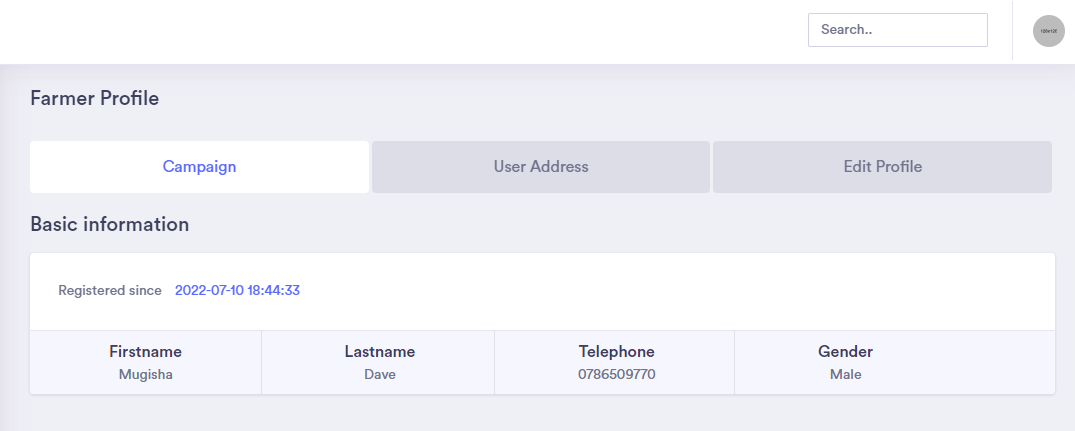 Search..
Farmer Profile
Campaign User Address Edit Profile
Basic information
Registered since 2022-07-10 18:44:33
Firstname Lastname Telephone Gender
Mugisha Dave 0786509770 Male